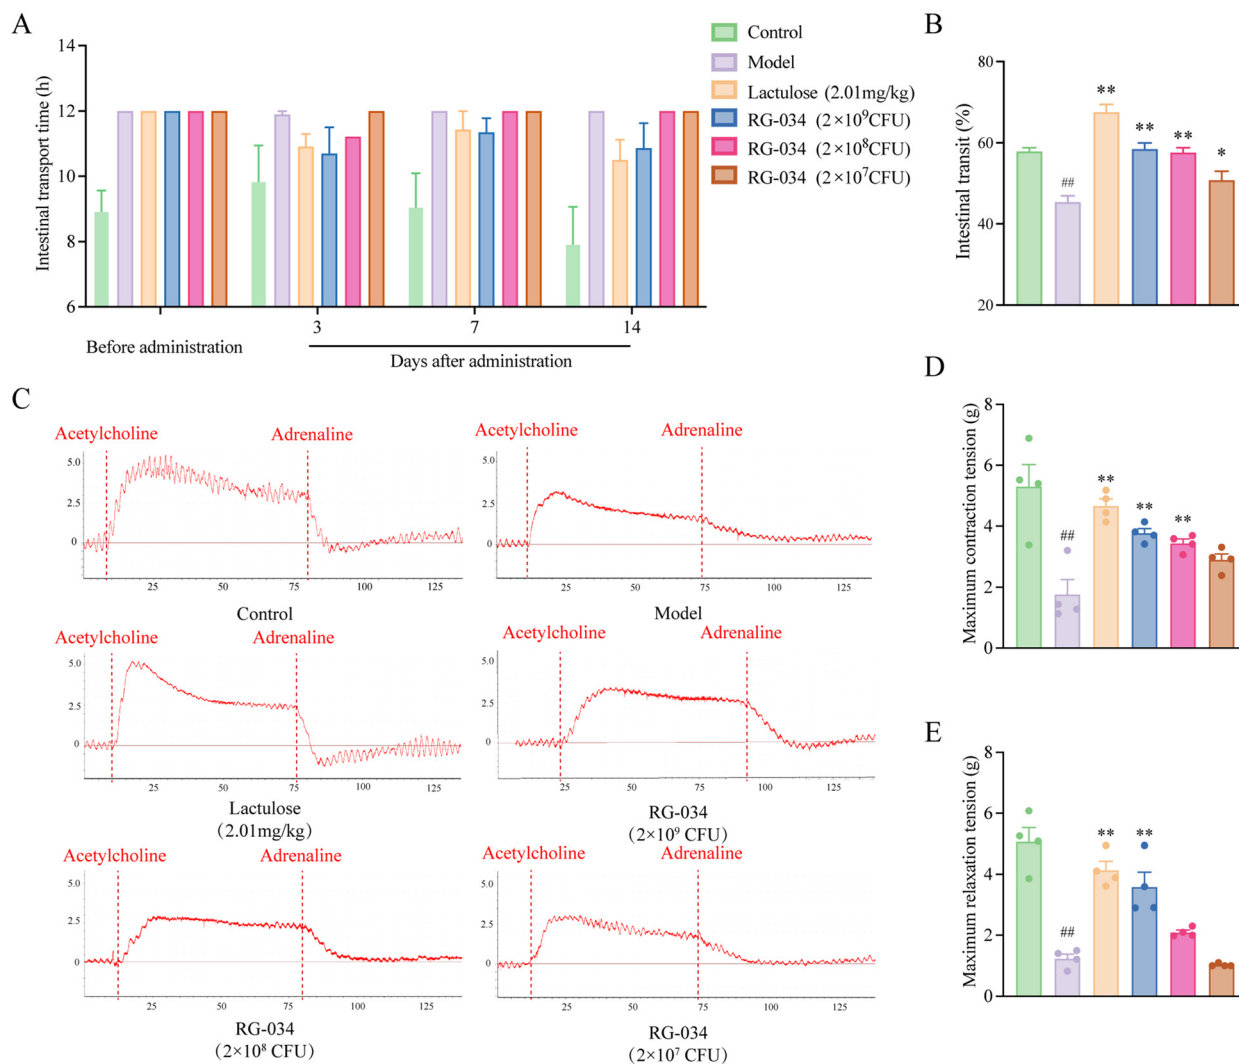 A
Intestinal transport time (h)
14
12
10
8
6
3
7
14
Before administration
Days after administration
Control
Model
Lactulose (2.01mg/kg)
RG-034 (2×10⁹CFU)
RG-034 (2×10⁸CFU)
RG-034 (2×10⁷CFU)
B
Intestinal transit (%)
80
60
40
20
##
**
**
**
*
C
Acetylcholine
Adrenaline
5.0
2.5
0
25
50
75
100
125
Control
Acetylcholine
Adrenaline
5.0
2.5
0
25
50
75
100
125
Model
Acetylcholine
Adrenaline
5.0
2.5
0
25
50
75
100
125
Lactulose
(2.01mg/kg)
Acetylcholine
Adrenaline
5.0
2.5
0
25
50
75
100
125
RG-034
(2×10⁹ CFU)
Acetylcholine
Adrenaline
5.0
2.5
0
25
50
75
100
125
RG-034
(2×10⁸ CFU)
Acetylcholine
Adrenaline
5.0
2.5
0
25
50
75
100
125
RG-034
(2×10⁷ CFU)
D
Maximum contraction tension (g)
8
6
4
2
0
##
**
**
**
E
Maximum relaxation tension (g)
8
6
4
2
0
##
**
**